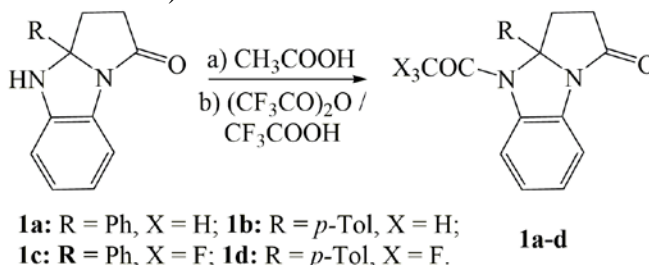 R
R
HN
N
O
a) CH₃COOH
b) (CF₃CO)₂O /
CF₃COOH
X₃COC
N
N
O
1a: R = Ph, X = H; 1b: R = p-Tol, X = H;
1c: R = Ph, X = F; 1d: R = p-Tol, X = F.
1a-d